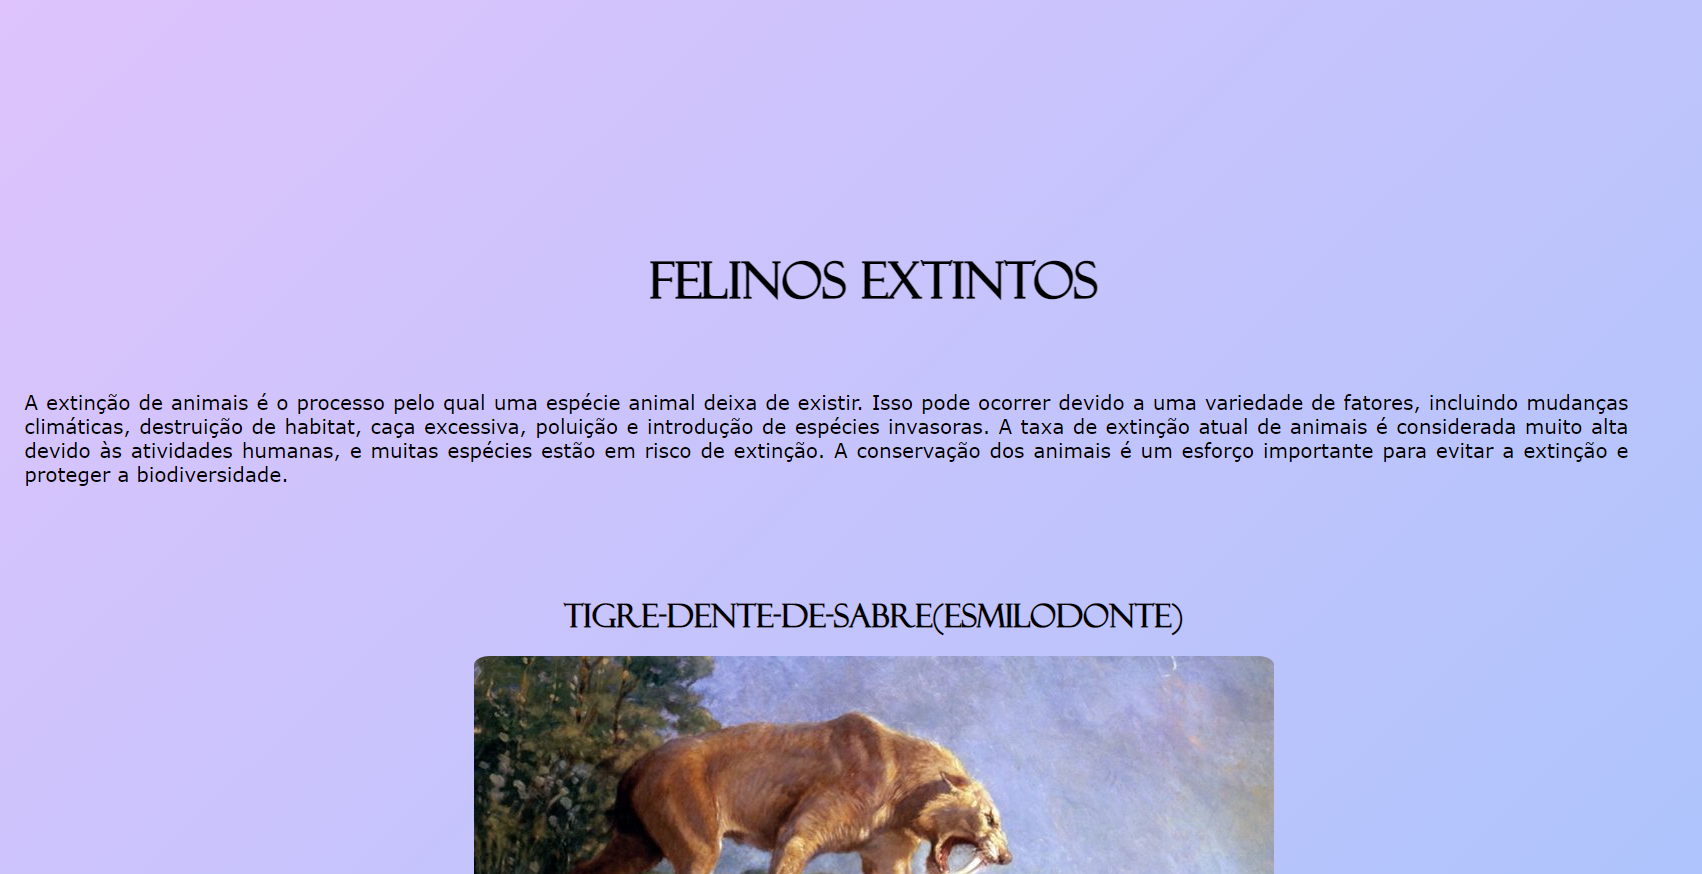 FELINOS EXTINTOS
A extinção de animais é o processo pelo qual uma espécie animal deixa de existir. Isso pode ocorrer devido a uma variedade de fatores, incluindo mudanças
climáticas, destruição de habitat, caça excessiva, poluição e introdução de espécies invasoras. A taxa de extinção atual de animais é considerada muito alta
devido às atividades humanas, e muitas espécies estão em risco de extinção. A conservação dos animais é um esforço importante para evitar a extinção e
proteger a biodiversidade.
TIGRE-DENTE-DE-SABRE(ESMILODONTE)